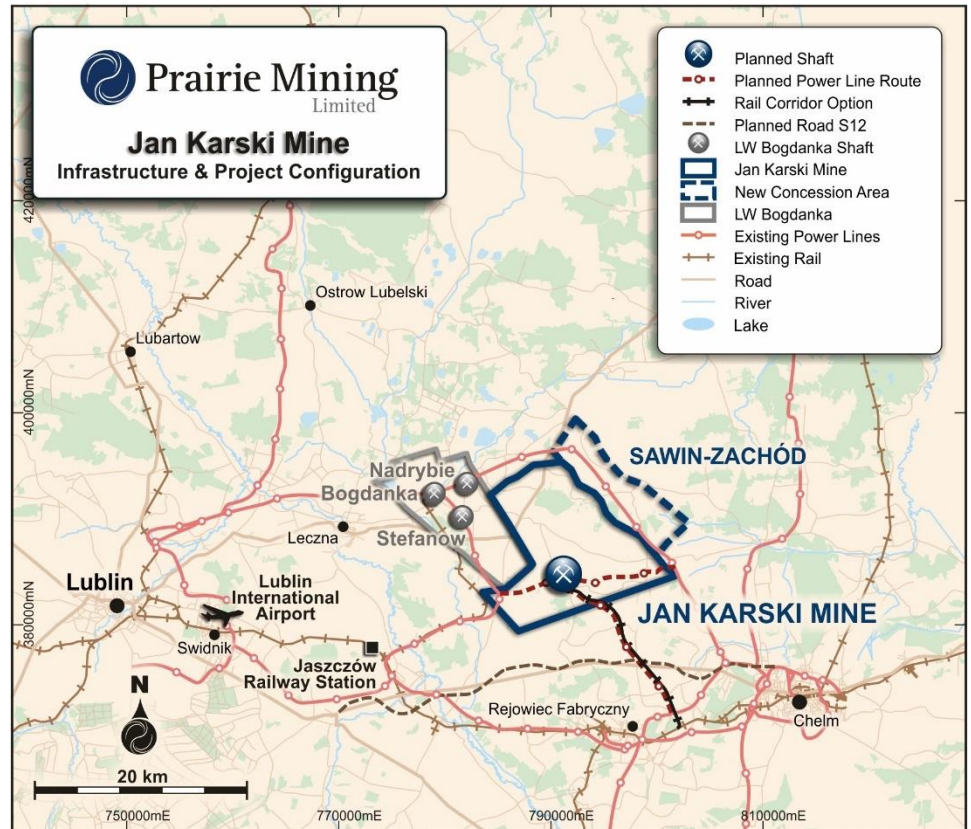 Prairie Mining
Limited
Jan Karski Mine
Infrastructure & Project Configuration
Planned Shaft
Planned Power Line Route
Rail Corridor Option
Planned Road S12
LW Bogdanka Shaft
Jan Karski Mine
New Concession Area
LW Bogdanka
Existing Power Lines
Existing Rail
Road
River
Lake
420000mN
Ostrow Lubelski
Lubartow
400000mN
SAWIN-ZACHÓD
Nadrybie
Bogdanka
Stefanow
Leczna
Lublin
Lublin
International
Airport
380000mN
JAN KARSKI MINE
Swidnik
Jaszczów
Railway Station
N
Rejowiec Fabryczny
Chelm
20 km
750000mE
770000mE
790000mE
810000mE